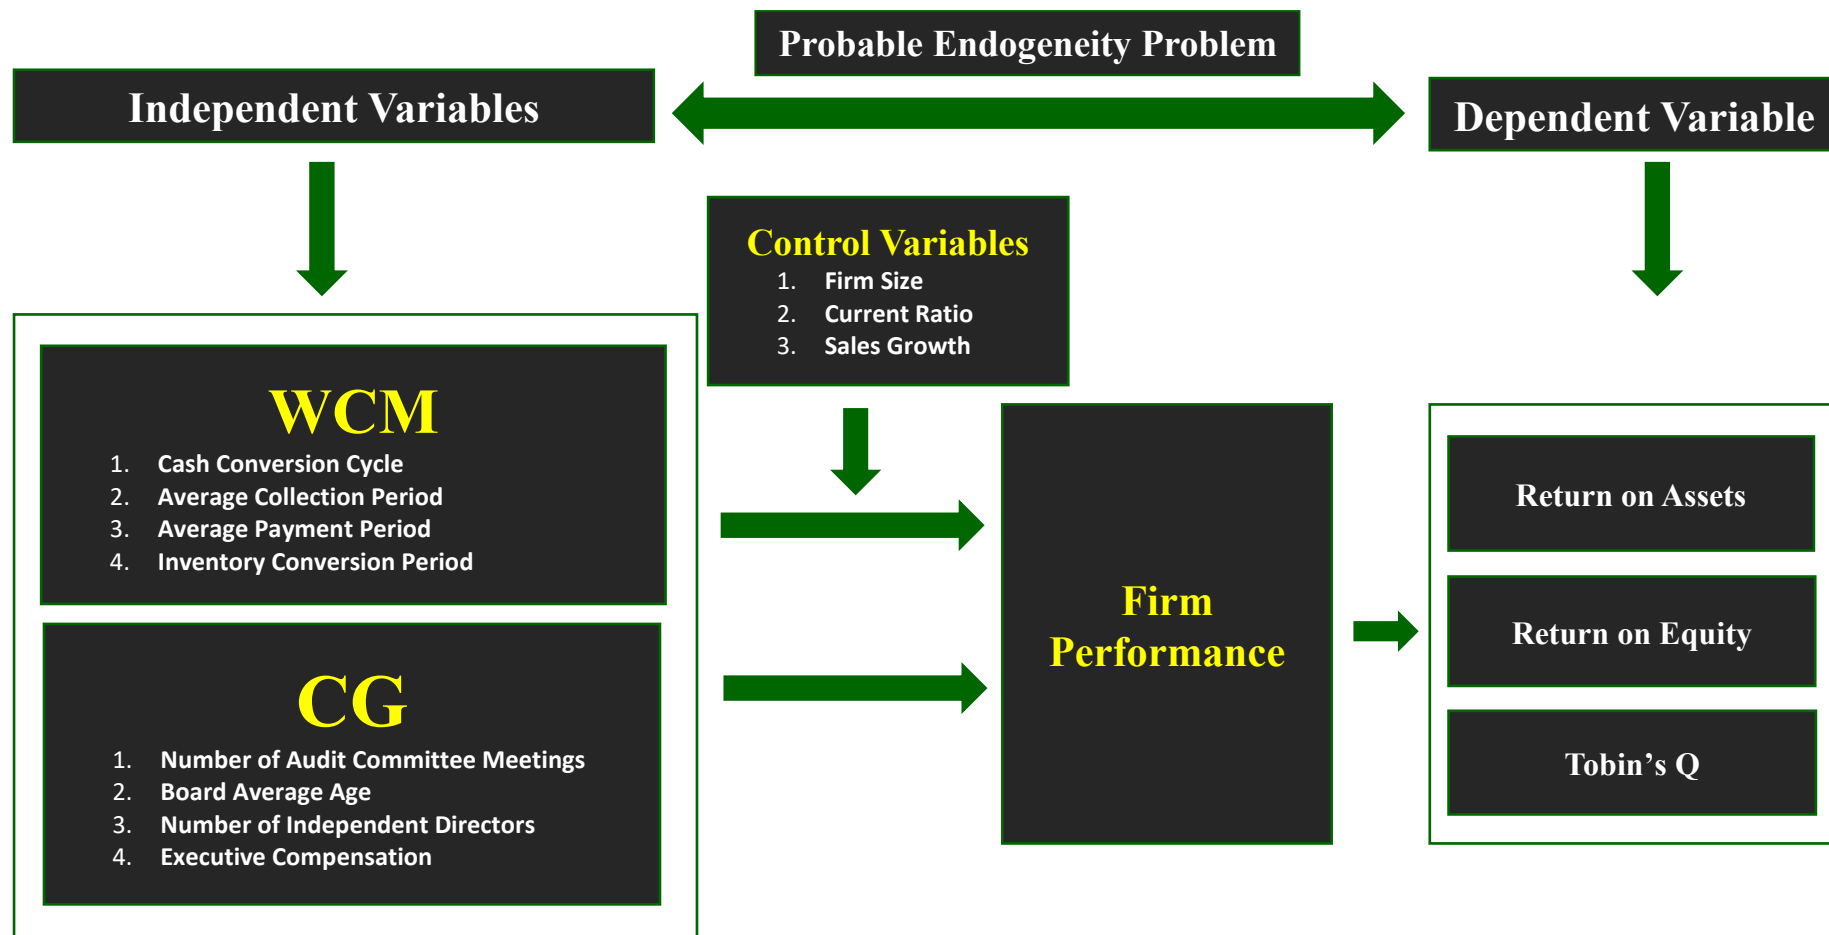 Probable Endogeneity Problem
Independent Variables
Dependent Variable
Control Variables
1. Firm Size
2. Current Ratio
3. Sales Growth
WCM
1. Cash Conversion Cycle
2. Average Collection Period
3. Average Payment Period
4. Inventory Conversion Period
CG
1. Number of Audit Committee Meetings
2. Board Average Age
3. Number of Independent Directors
4. Executive Compensation
Firm
Performance
Return on Assets
Return on Equity
Tobin’s Q